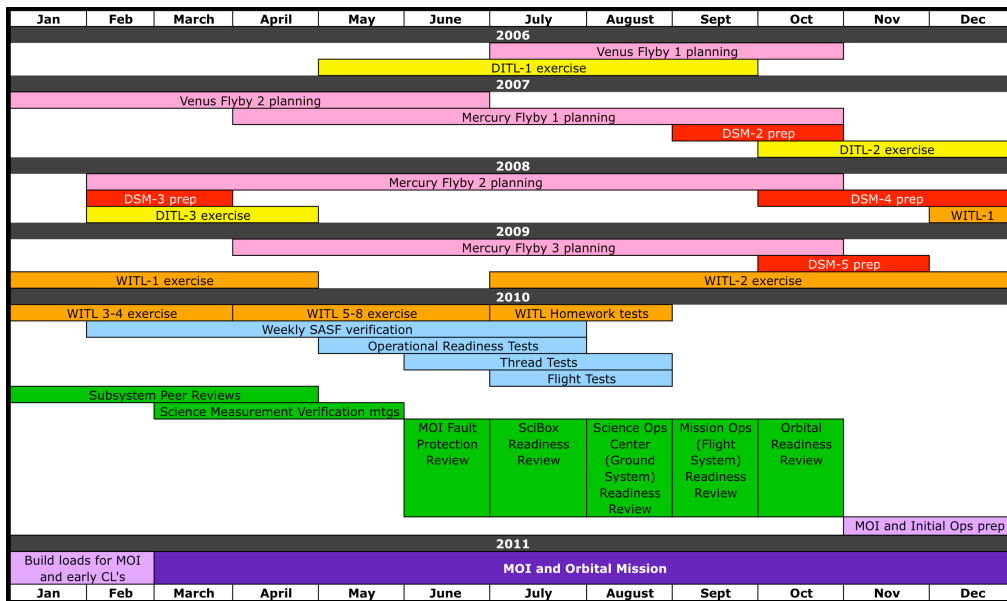 Jan Feb March April May June July August Sept Oct Nov Dec
2006
Venus Flyby 1 planning
DITL-1 exercise
2007
Venus Flyby 2 planning
Mercury Flyby 1 planning
DSM-2 prep
DITL-2 exercise
2008
Mercury Flyby 2 planning
DSM-3 prep DSM-4 prep
DITL-3 exercise WITL-1
2009
Mercury Flyby 3 planning
DSM-5 prep
WITL-1 exercise WITL-2 exercise
2010
WITL 3-4 exercise WITL 5-8 exercise WITL Homework tests
Weekly SASF verification
Operational Readiness Tests
Thread Tests
Flight Tests
Subsystem Peer Reviews
Science Measurement Verification mtgs
MOI Fault
Protection
Review
SciBox
Readiness
Review
Science Ops
Center
(Ground
System)
Readiness
Review
Mission Ops
(Flight
System)
Readiness
Review
Orbital
Readiness
Review
MOI and Initial Ops prep
2011
Build loads for MOI
and early CL's
MOI and Orbital Mission
Jan Feb March April May June July August Sept Oct Nov Dec